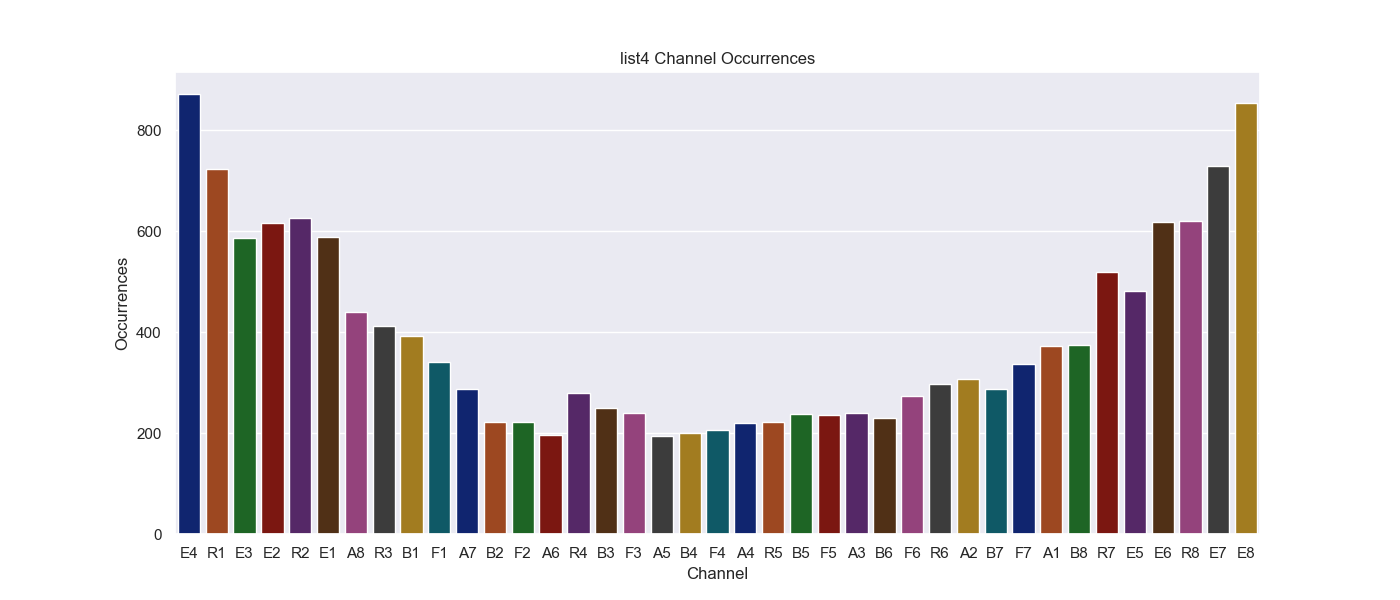 list4 Channel Occurrences
800
600
400
200
0
Occurrences
E4 R1 E3 E2 R2 E1 A8 R3 B1 F1 A7 B2 F2 A6 R4 B3 F3 A5 B4 F4 A4 R5 B5 F5 A3 B6 F6 R6 A2 B7 F7 A1 B8 R7 E5 E6 R8 E7 E8
Channel